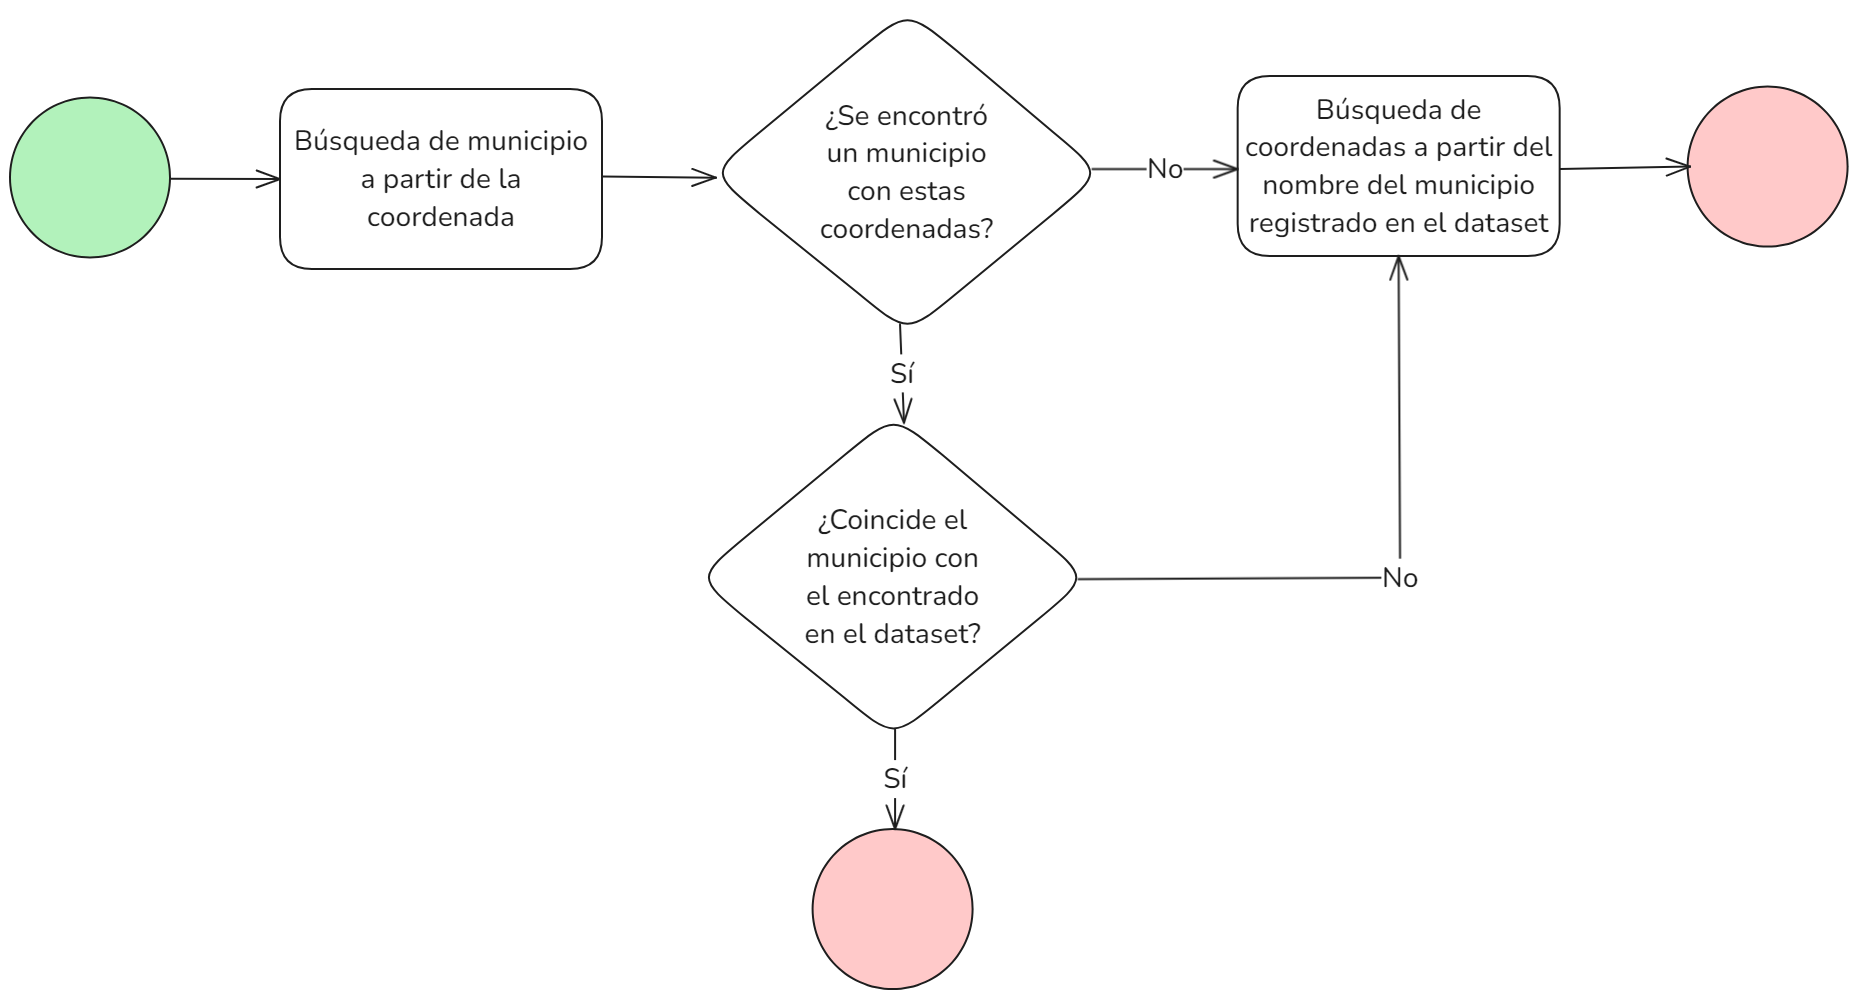 Búsqueda de municipio
a partir de la
coordenada
¿Se encontró
un municipio
con estas
coordenadas?
No
Búsqueda de
coordenadas a partir del
nombre del municipio
registrado en el dataset
Sí
¿Coincide el
municipio con
el encontrado
en el dataset?
No
Sí